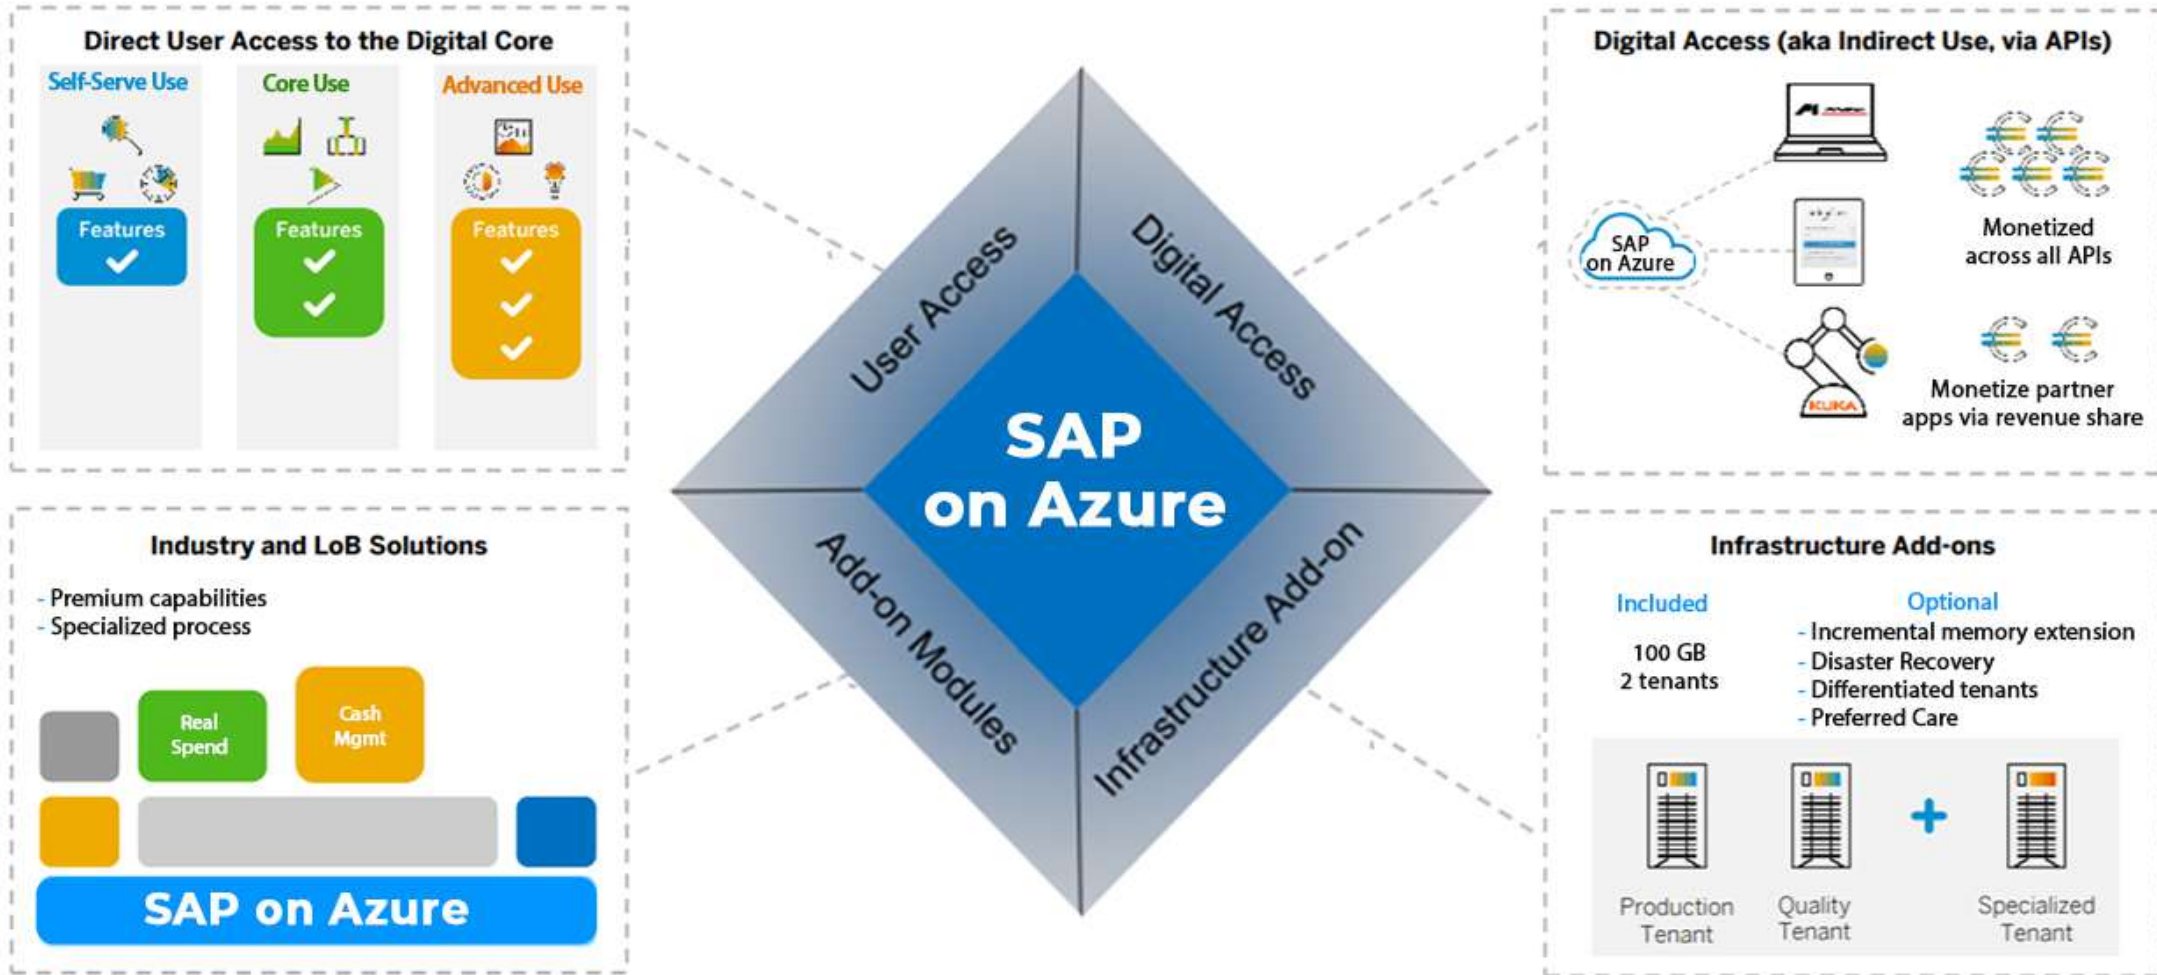 Direct User Access to the Digital Core
Self-Serve Use
Core Use
Advanced Use
Features
Features
Features
Digital Access (aka Indirect Use, via APIs)
SAP
on Azure
KUKA
Monetized
across all APIs
Monetize partner
apps via revenue share
User Access
Digital Access
SAP
on Azure
Add-on Modules
Infrastructure Add-on
Industry and LoB Solutions
- Premium capabilities
- Specialized process
Real
Spend
Cash
Mgmt
SAP on Azure
Infrastructure Add-ons
Included
100 GB
2 tenants
Optional
- Incremental memory extension
- Disaster Recovery
- Differentiated tenants
- Preferred Care
Production
Tenant
Quality
Tenant
Specialized
Tenant